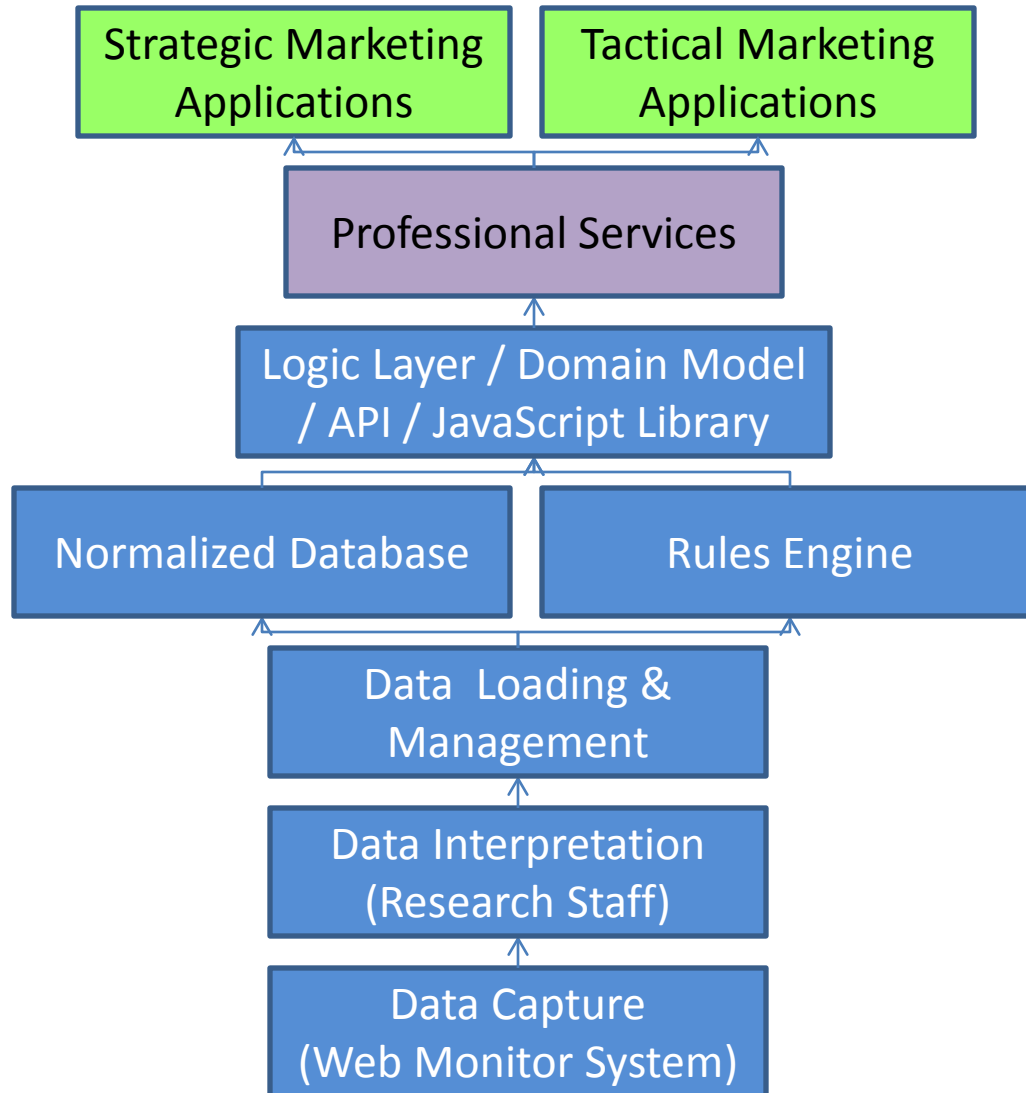 Strategic Marketing
Applications
Tactical Marketing
Applications
Professional Services
Logic Layer / Domain Model
/ API / JavaScript Library
Normalized Database
Rules Engine
Data  Loading &
Management
Data Interpretation
(Research Staff)
Data Capture
(Web Monitor System)